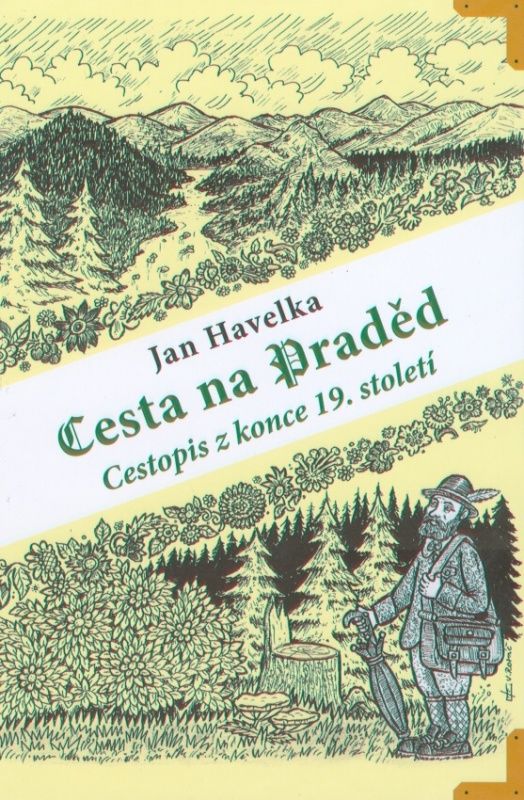 Jan Havelka
Cesta na Praděd
Cestopis z konce 19. století